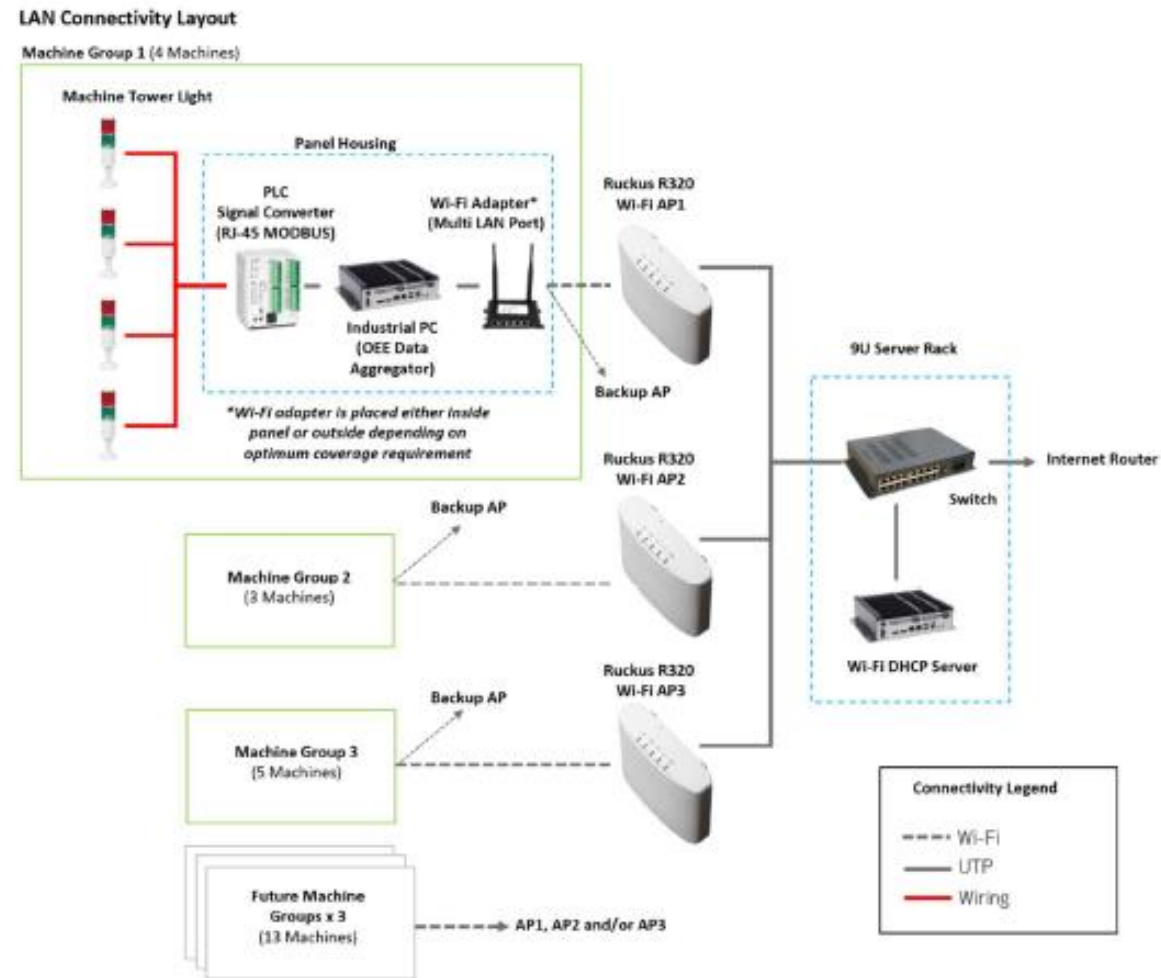 LAN Connectivity Layout
Machine Group 1 (4 Machines)
Machine Tower Light
Panel Housing
PLC
Signal Converter
(RJ-45 MODBUS)
Wi-Fi Adapter*
(Multi LAN Port)
Industrial PC
(OEE Data
Aggregator)
*Wi-Fi adapter is placed either inside
panel or outside depending on
optimum coverage requirement
Ruckus R320
Wi-Fi AP1
Backup AP
9U Server Rack
Switch
Internet Router
Wi-Fi DHCP Server
Ruckus R320
Wi-Fi AP2
Backup AP
Machine Group 2
(3 Machines)
Ruckus R320
Wi-Fi AP3
Backup AP
Machine Group 3
(5 Machines)
Future Machine
Groups x 3
(13 Machines)
AP1, AP2 and/or AP3
Connectivity Legend
Wi-Fi
UTP
Wiring